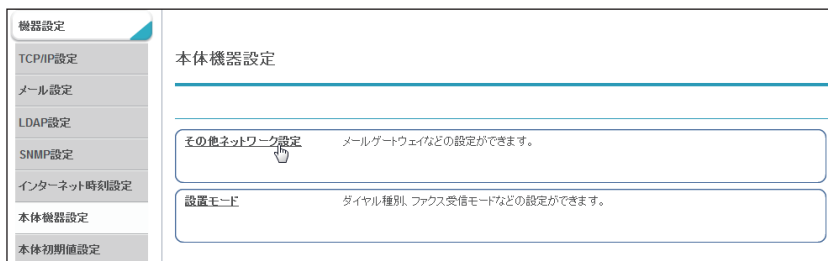 機器設定
TCP/IP設定
メール設定
LDAP設定
SNMP設定
インターネット時刻設定
本体機器設定
本体初期値設定
本体機器設定
その他ネットワーク設定 メールゲートウェイなどの設定ができます。
設置モード ダイヤル種別、ファクス受信モードなどの設定ができます。